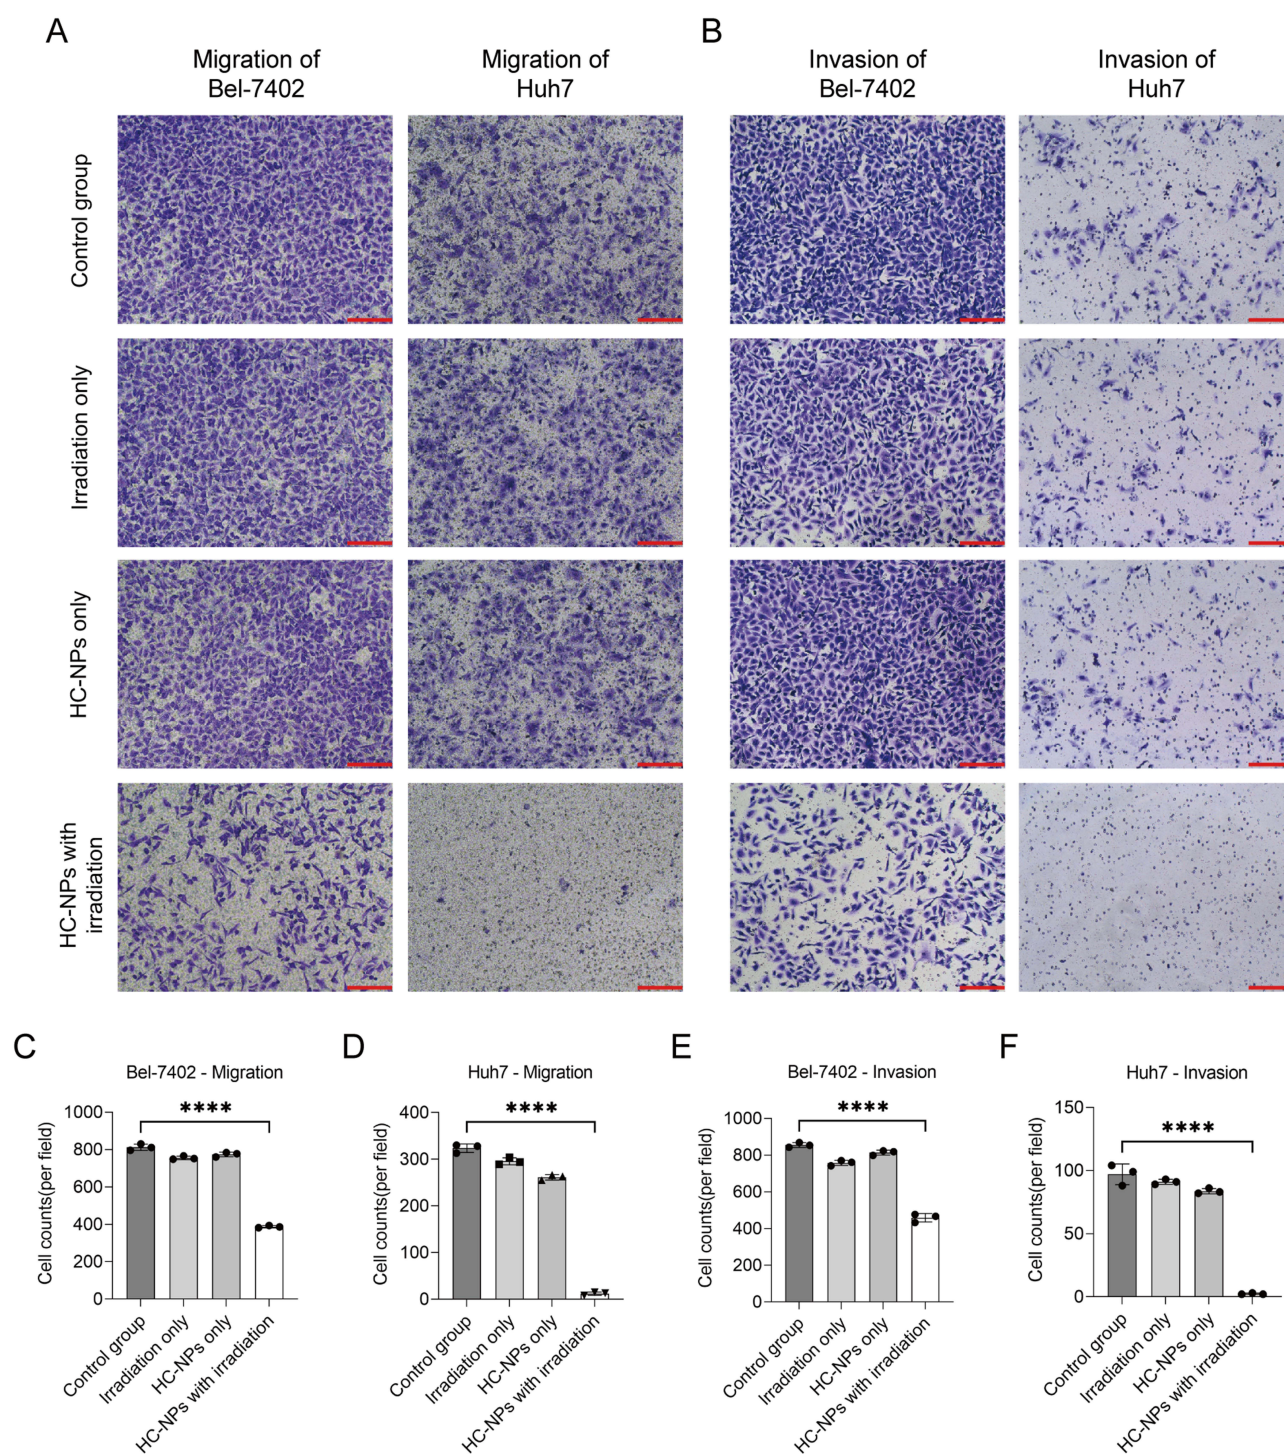 A
B
Migration of
Bel-7402
Migration of
Huh7
Invasion of
Bel-7402
Invasion of
Huh7
Control group
Irradiation only
HC-NPs only
HC-NPs with
irradiation
C
D
E
F
Bel-7402 - Migration
Cell counts(per field)
1000
800
600
400
200
0
****
Control group
Irradiation only
HC-NPs only
HC-NPs with irradiation
Huh7 - Migration
Cell counts(per field)
400
300
200
100
0
****
Control group
Irradiation only
HC-NPs only
HC-NPs with irradiation
Bel-7402 - Invasion
Cell counts(per field)
1000
800
600
400
200
0
****
Control group
Irradiation only
HC-NPs only
HC-NPs with irradiation
Huh7 - Invasion
Cell counts(per field)
150
100
50
0
****
Control group
Irradiation only
HC-NPs only
HC-NPs with irradiation